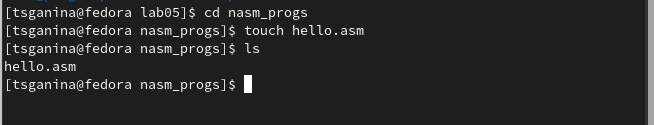 [tsganina@fedora lab05]$ cd nasm_progs
[tsganina@fedora nasm_progs]$ touch hello.asm
[tsganina@fedora nasm_progs]$ ls
hello.asm
[tsganina@fedora nasm_progs]$